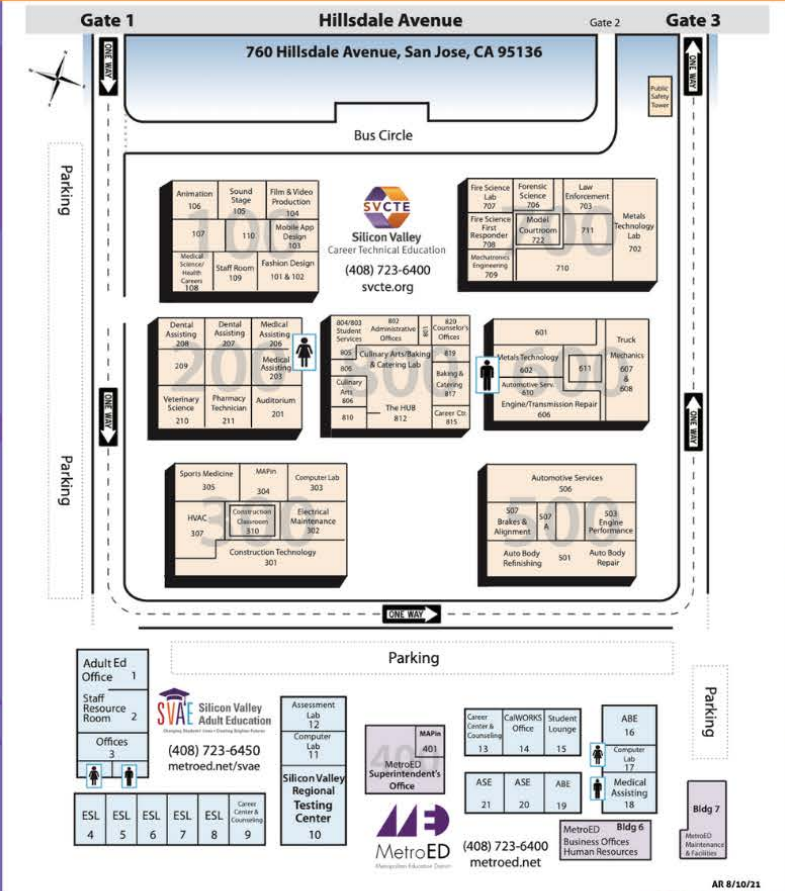 Gate 1
Hillsdale Avenue
Gate 2
Gate 3
ONE WAY
760 Hillsdale Avenue, San Jose, CA 95136
ONE WAY
Public
Safety
Tower
Bus Circle
Parking
100
Animation
106
Sound
Stage
105
Film & Video
Production
104
107
110
Mobile App
Design
103
Medical
Science/
Health
Careers
108
Staff Room
109
Fashion Design
101 & 102
SVCTE
Silicon Valley
Career Technical Education
(408) 723-6400
svcte.org
700
Fire Science
Lab
707
Forensic
Science
706
Law
Enforcement
703
Metals
Technology
Lab
702
Fire Science
First
Responder
708
Model
Courtroom
722
711
Mechatronics
Engineering
709
710
200
Dental
Assisting
208
Dental
Assisting
207
Medical
Assisting
206
209
Medical
Assisting
203
Veterinary
Science
210
Pharmacy
Technician
211
Auditorium
201
800
804/803
Student
Services
802
Administrative
Offices
829
Counselor's
Offices
805
Culinary Arts/Baking
& Catering Lab
819
806
Culinary
Arts
806
Baking &
Catering
817
810
The HUB
812
Career Ctr.
815
600
601
Truck
Mechanics
607
&
608
Metals Technology
602
611
Automotive Serv.
610
Engine/Transmission Repair
606
ONE WAY
ONE WAY
Parking
300
Sports Medicine
305
MAPin
304
Computer Lab
303
HVAC
307
Construction
Classroom
310
Electrical
Maintenance
302
Construction Technology
301
500
Automotive Services
506
507
Brakes &
Alignment
507
A
503
Engine
Performance
Auto Body
Refinishing
501
Auto Body
Repair
ONE WAY
Parking
Parking
Adult Ed
Office 1
Staff
Resource
Room 2
Offices
3
SVAE
Silicon Valley
Adult Education
(408) 723-6450
metroed.net/svae
ESL
4
ESL
5
ESL
6
ESL
7
ESL
8
Career
Center &
Counseling
9
Assessment
Lab
12
Computer
Lab
11
Silicon Valley
Regional
Testing
Center
10
400
MAPin
401
MetroED
Superintendent's
Office
MetroED
Career
Center &
Counseling
13
CalWORKS
Office
14
Student
Lounge
15
ABE
16
Computer
Lab
17
Medical
Assisting
18
ASE
21
ASE
20
ABE
19
(408) 723-6400
metroed.net
MetroED Bldg 6
Business Offices
Human Resources
Bldg 7
MetroED
Maintenance
& Facilities
AR 8/10/21